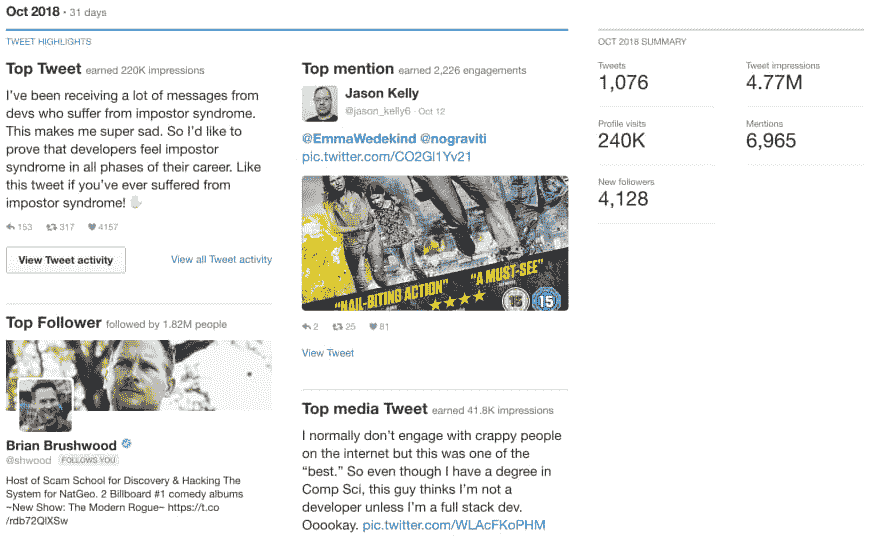 Oct 2018 · 31 days
TWEET HIGHLIGHTS
Top Tweet earned 220K impressions
I've been receiving a lot of messages from
devs who suffer from impostor syndrome.
This makes me super sad. So I'd like to
prove that developers feel impostor
syndrome in all phases of their career. Like
this tweet if you've ever suffered from
impostor syndrome! ✋
153 317 4157
View Tweet activity
View all Tweet activity
Top Follower followed by 1.82M people
Brian Brushwood
@shwood FOLLOWS YOU
Host of Scam School for Discovery & Hacking The
System for NatGeo. 2 Billboard #1 comedy albums
~New Show: The Modern Rogue~ https://t.co
/rdb72QlXSw
Top mention earned 2,226 engagements
Jason Kelly
@jason_kelly6 · Oct 12
@EmmaWedekind @nograviti
pic.twitter.com/CO2Gl1Yv21
"NAIL-BITING ACTION" "A MUST-SEE"
15 15
2 25 81
View Tweet
Top media Tweet earned 41.8K impressions
I normally don't engage with crappy people
on the internet but this was one of the
"best." So even though I have a degree in
Comp Sci, this guy thinks I'm not a
developer unless I'm a full stack dev.
Ooookay. pic.twitter.com/WLAcFKoPHM
OCT 2018 SUMMARY
Tweets
1,076
Tweet impressions
4.77M
Profile visits
240K
Mentions
6,965
New followers
4,128